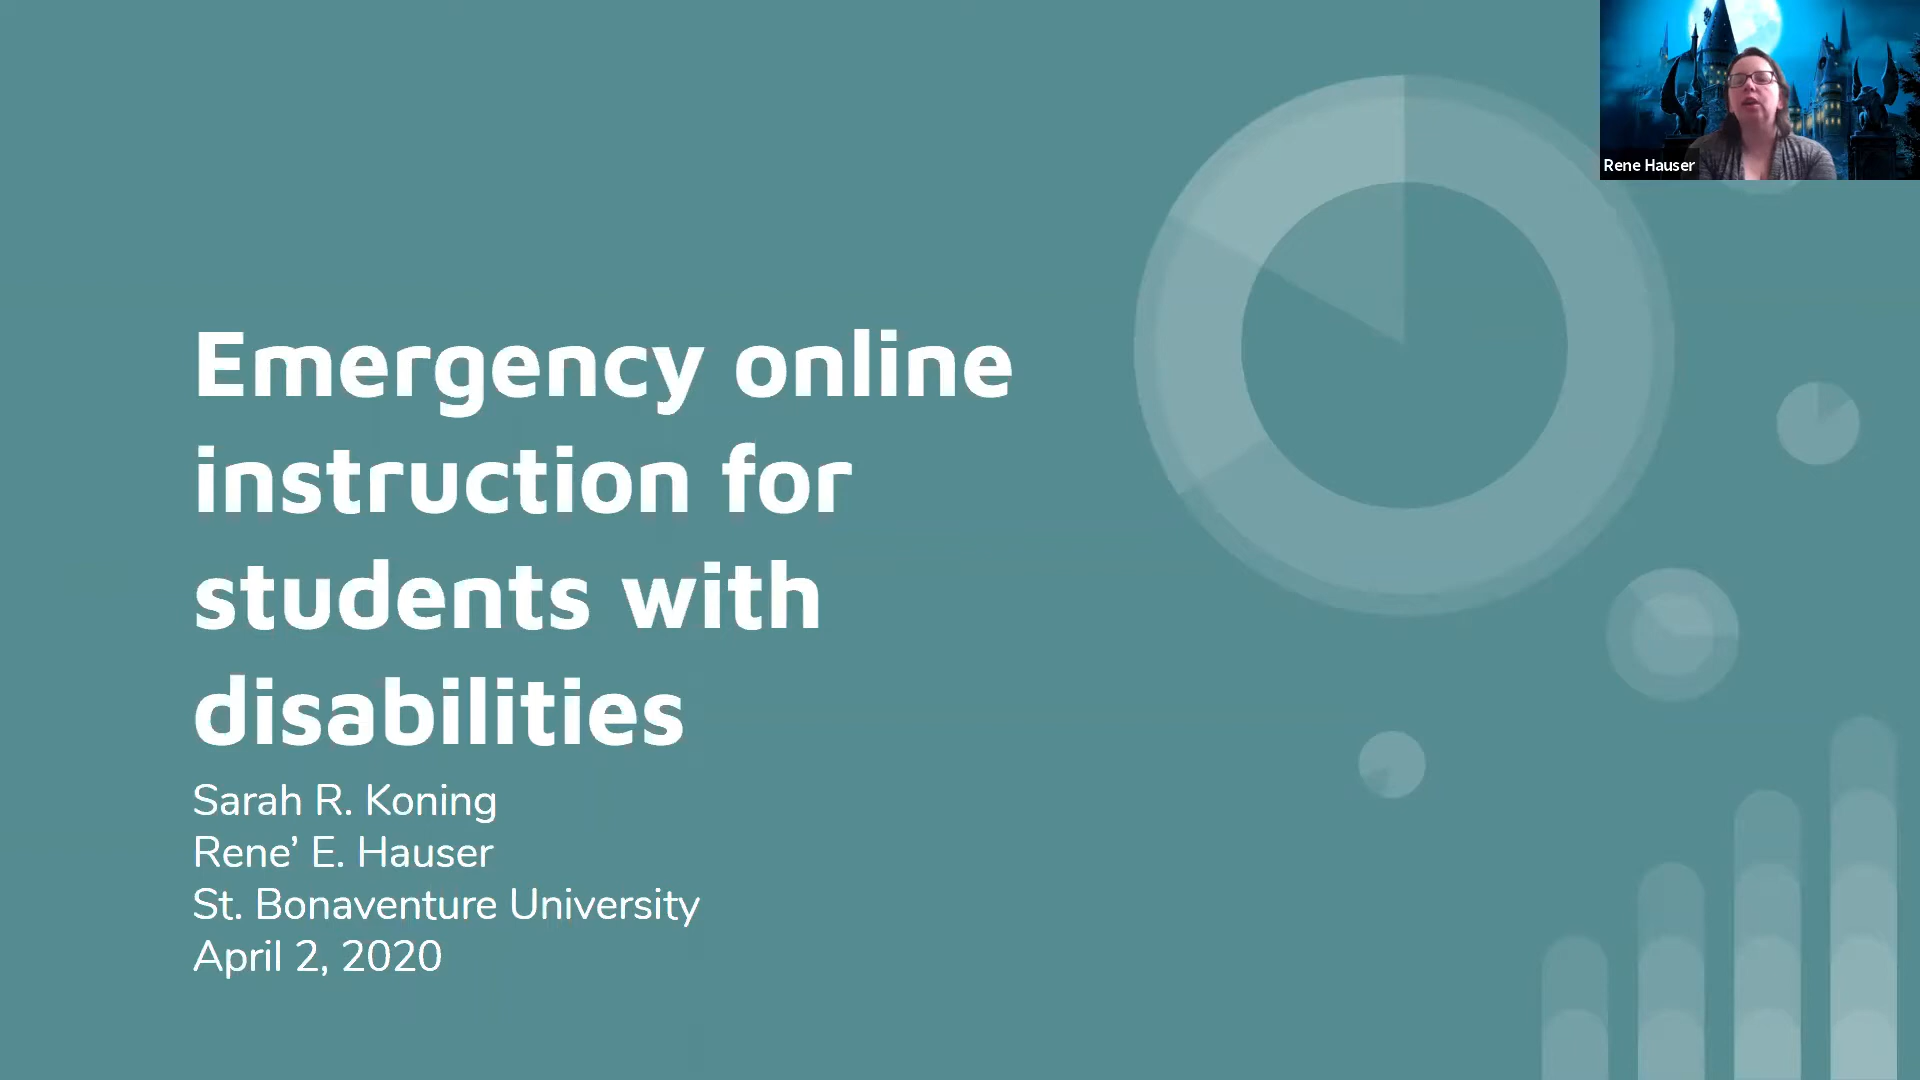 Rene Hauser
Emergency online
instruction for
students with
disabilities
Sarah R. Koning
Rene’ E. Hauser
St. Bonaventure University
April 2, 2020